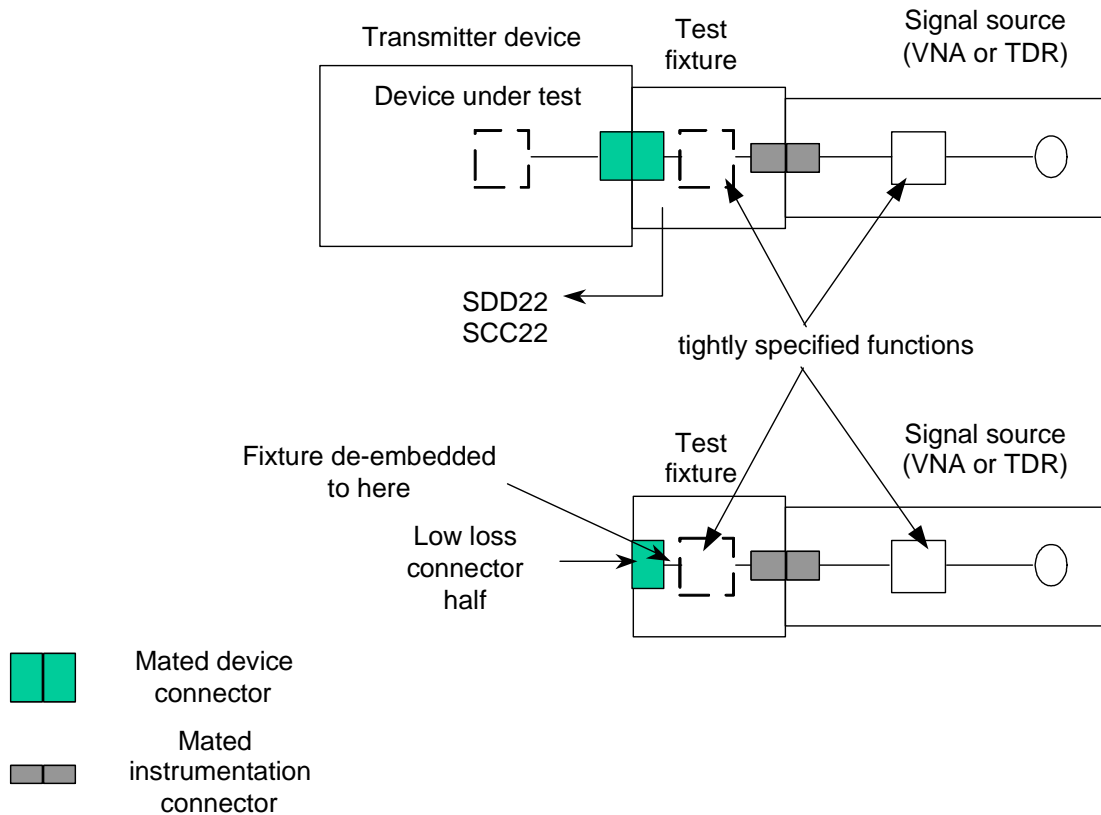 Transmitter device
Test
fixture
Signal source
(VNA or TDR)
Device under test
SDD22
SCC22
tightly specified functions
Fixture de-embedded
to here
Test
fixture
Signal source
(VNA or TDR)
Low loss
connector
half
Mated device
connector
Mated
instrumentation
connector